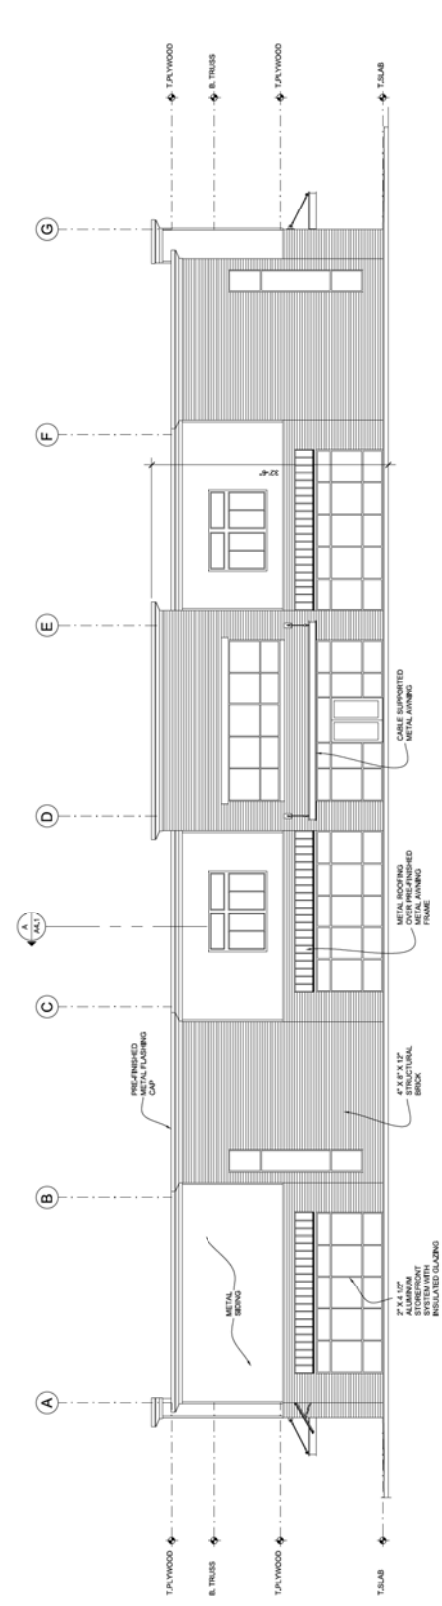 A
B
C
D
E
F
G
A
A4.1
T.PLYWOOD
B. TRUSS
T.PLYWOOD
T.SLAB
T.PLYWOOD
B. TRUSS
T.PLYWOOD
T.SLAB
PRE-FINISHED
METAL FLASHING
CAP
METAL
SIDING
32'-6"
2" X 4 1/2"
ALUMINUM
STOREFRONT
SYSTEM WITH
INSULATED GLAZING
4" X 8" X 12"
STRUCTURAL
BRICK
METAL ROOFING
OVER PRE-FINISHED
METAL AWNING
FRAME
CABLE SUPPORTED
METAL AWNING